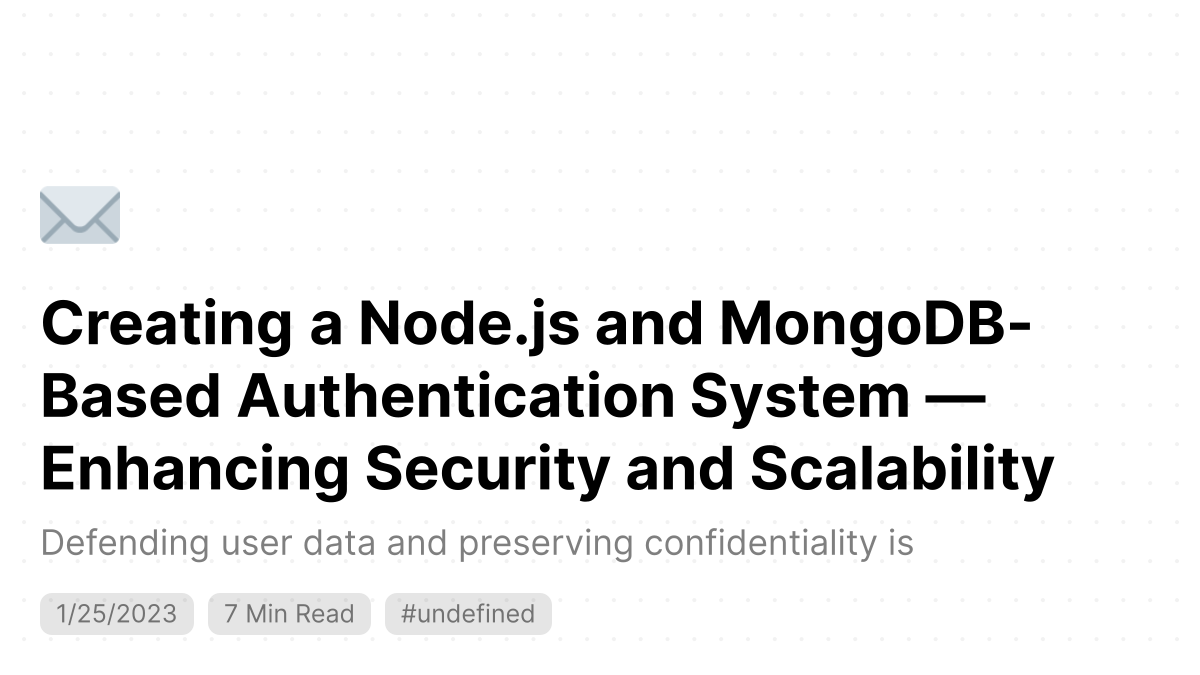 Creating a Node.js and MongoDB-
Based Authentication System —
Enhancing Security and Scalability
Defending user data and preserving confidentiality is
1/25/2023 7 Min Read #undefined